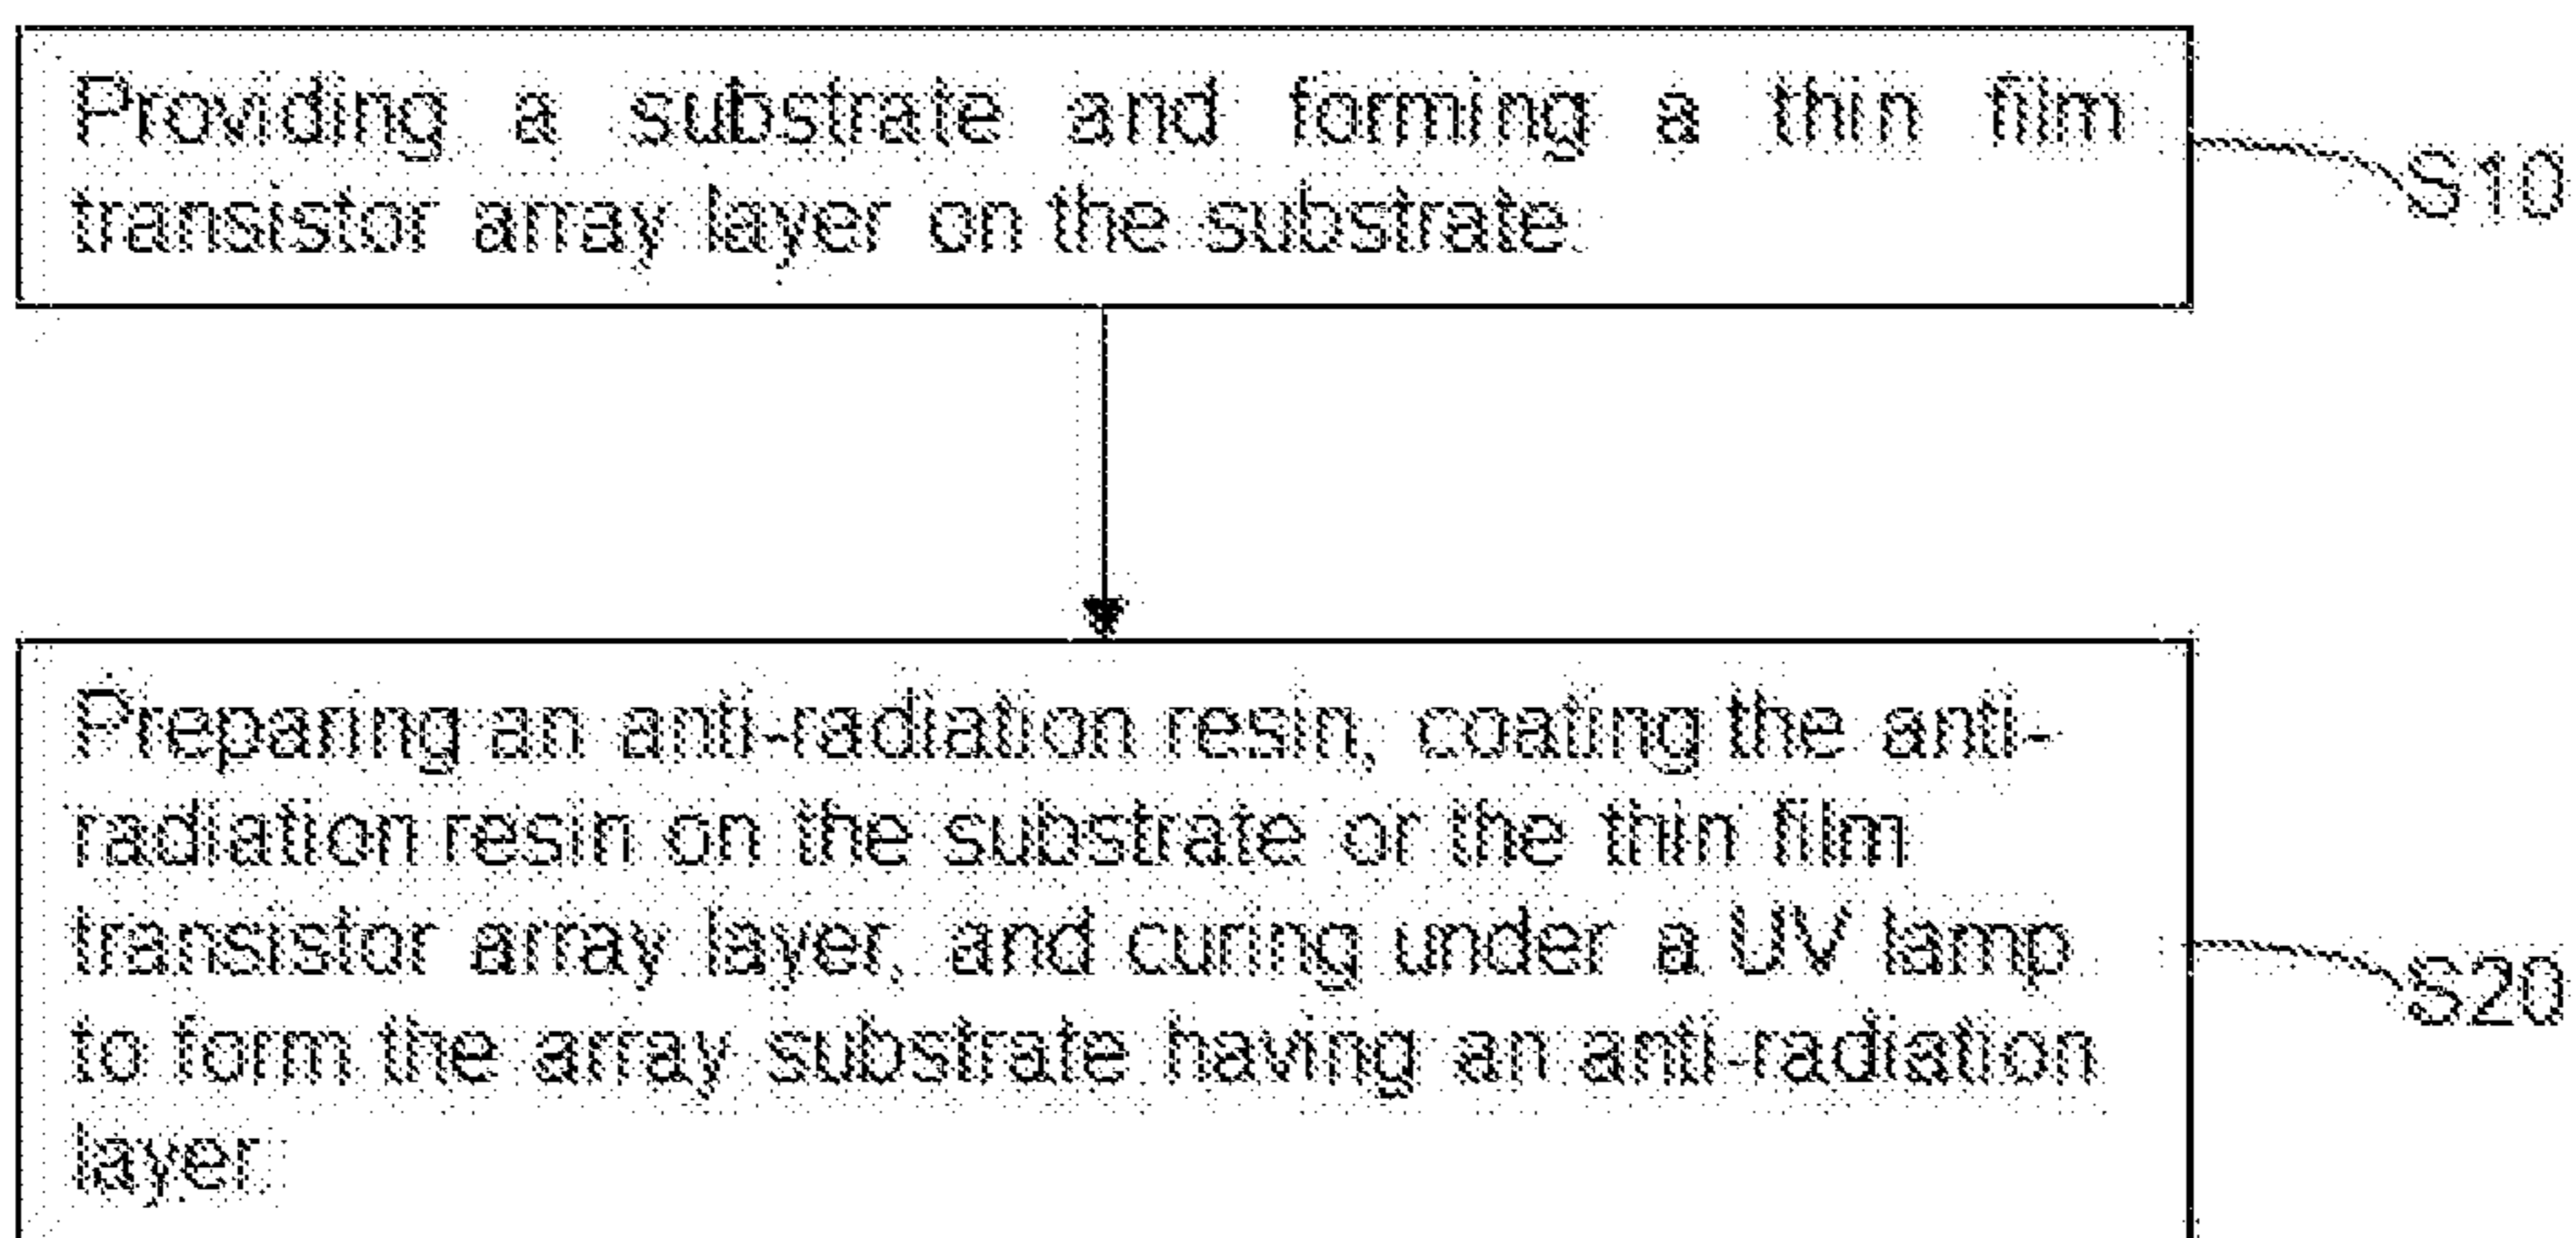 Providing a substrate and forming a thin film
transistor array layer on the substrate.
S10
Preparing an anti-radiation resin, coating the anti-
radiation resin on the substrate or the thin film
transistor array layer, and curing under a UV lamp
to form the array substrate having an anti-radiation
layer.
S20